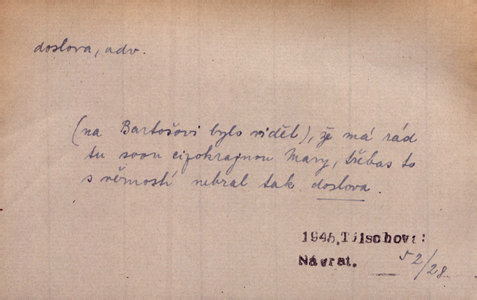 doslova, adv.
(na Bartošovi bylo vidět), že má rád
tu svou cizokrajnou Mary, třebas to
s věrností nebral tak doslova.
1945, Tilschova:
Návrat. 52/28